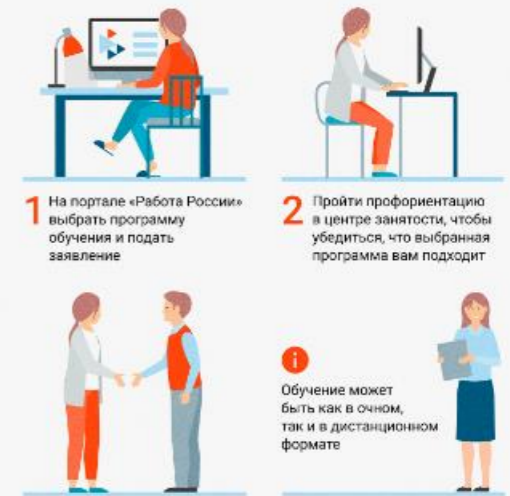 1 На портале «Работа России»
выбрать программу
обучения и подать
заявление
2 Пройти профориентацию
в центре занятости, чтобы
убедиться, что выбранная
программа вам подходит
i
Обучение может
быть как в очном,
так и в дистанционном
формате